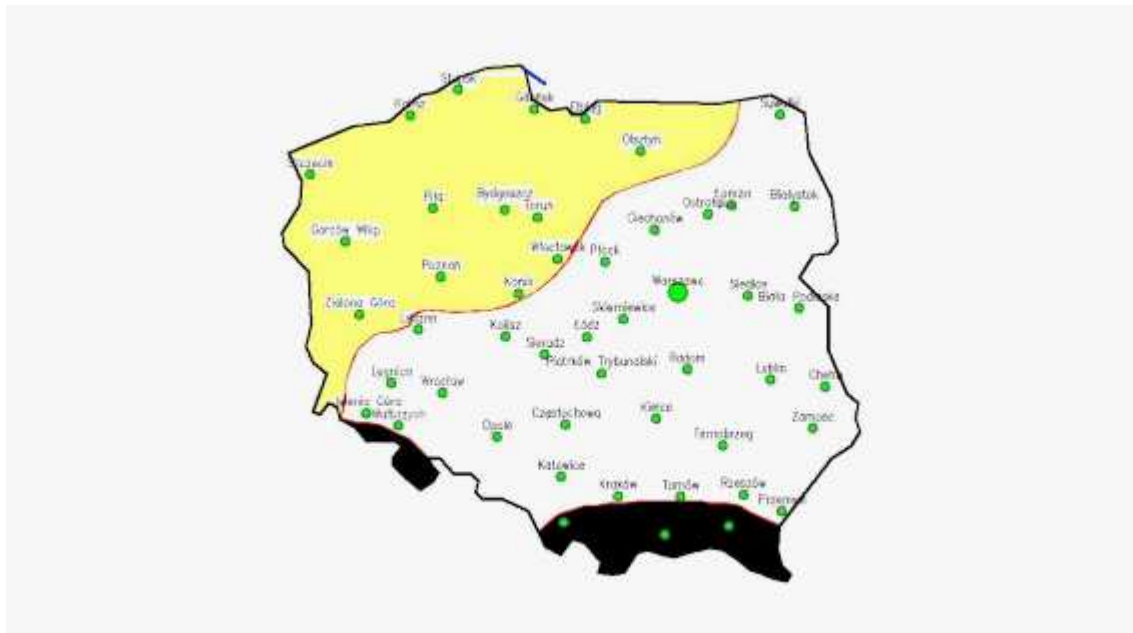 Słupsk
Gdańsk
Elbląg
Suwałki
Olsztyn
Szczecin
Piła
Bydgoszcz
Toruń
Ostrołęka
Łomża
Białystok
Ciechanów
Gorzów Wlkp
Włocławek
Płock
Poznań
Konin
Warszawa
Siedlce
Biała Podlaska
Zielona Góra
Skierniewice
Leszno
Kalisz
Łódź
Sieradz
Piotrków Trybunalski
Radom
Lublin
Chełm
Legnica
Wrocław
Jelenia Góra
Wałbrzych
Opole
Częstochowa
Kielce
Zamość
Tarnobrzeg
Katowice
Kraków
Tarnów
Rzeszów
Przemyśl